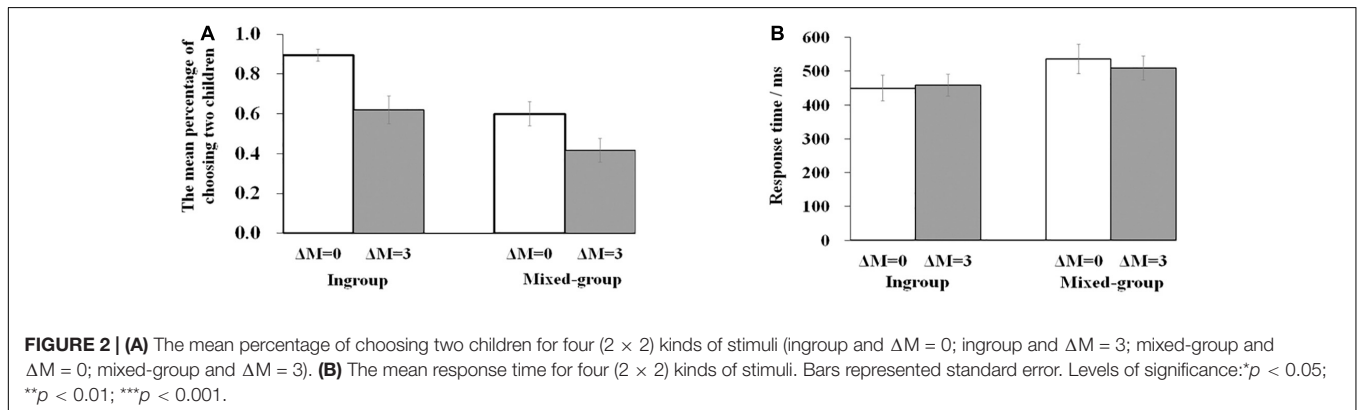 A
The mean percentage of
choosing two children
1.0
0.8
0.6
0.4
0.2
0.0
ΔM=0 ΔM=3 ΔM=0 ΔM=3
Ingroup Mixed-group
B
Response time / ms
600
500
400
300
200
100
0
ΔM=0 ΔM=3 ΔM=0 ΔM=3
Ingroup Mixed-group
FIGURE 2 | (A) The mean percentage of choosing two children for four (2 × 2) kinds of stimuli (ingroup and ΔM = 0; ingroup and ΔM = 3; mixed-group and
ΔM = 0; mixed-group and ΔM = 3). (B) The mean response time for four (2 × 2) kinds of stimuli. Bars represented standard error. Levels of significance:*p < 0.05;
**p < 0.01; ***p < 0.001.